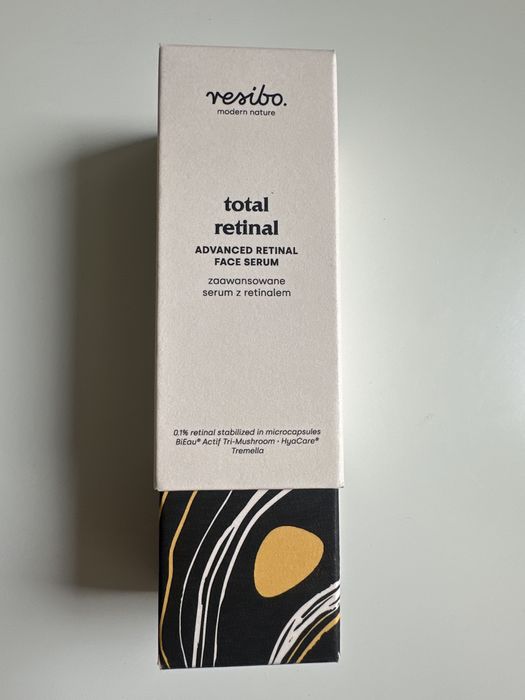 resibo.
modern nature
total
retinal
ADVANCED RETINAL
FACE SERUM
zaawansowane
serum z retinalem
0.1% retinal stabilized in microcapsules
BiEau® Actif Tri-Mushroom · HyaCare®
Tremella